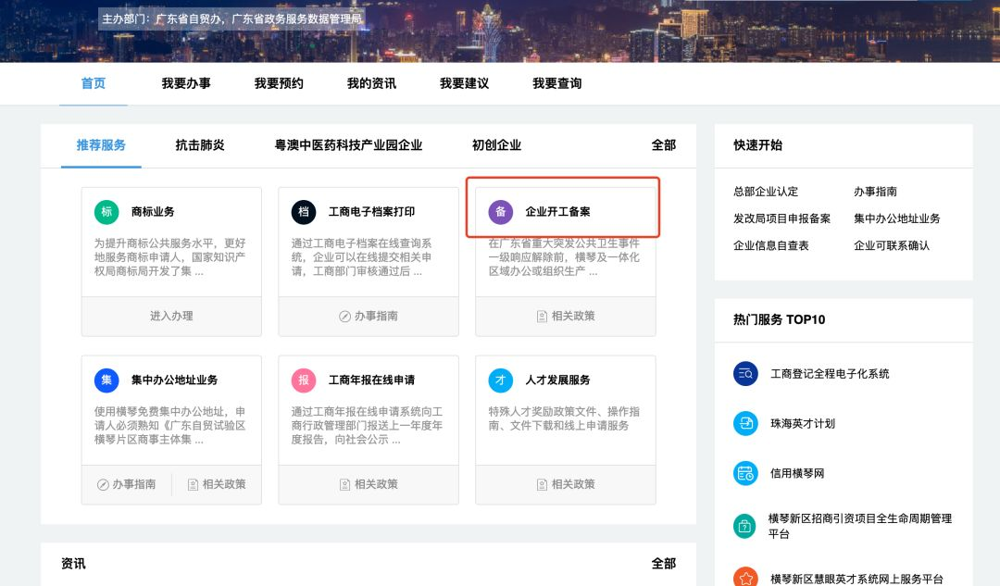 主办部门：广东省自贸办，广东省政务服务数据管理局
首页 我要办事 我要预约 我的资讯 我要建议 我要查询
推荐服务 抗击肺炎 粤澳中医药科技产业园企业 初创企业 全部
标 商标业务
为提升商标公共服务水平，更好
地服务商标申请人，国家知识产
权局商标局开发了集 ...
进入办理
档 工商电子档案打印
通过工商电子档案在线查询系
统，企业可以在线提交相关申
请，工商部门审核通过后 ...
办事指南
备 企业开工备案
在广东省重大突发公共卫生事件
一级响应解除前，横琴及一体化
区域办公或组织生产 ...
相关政策
集 集中办公地址业务
使用横琴免费集中办公地址，申
请人必须熟知《广东自贸试验区
横琴片区商事主体集 ...
办事指南 相关政策
报 工商年报在线申请
通过工商年报在线申请系统向工
商行政管理部门报送上一年度年
度报告，向社会公示 ...
相关政策
才 人才发展服务
特殊人才奖励政策文件、操作指
南、文件下载和线上申请服务
相关政策
资讯 全部
快速开始
总部企业认定 办事指南
发改局项目申报备案 集中办公地址业务
企业信息自查表 企业可联系确认
热门服务 TOP10
工商登记全程电子化系统
珠海英才计划
信用横琴网
横琴新区招商引资项目全生命周期管理
平台
横琴新区慧眼英才系统网上服务平台